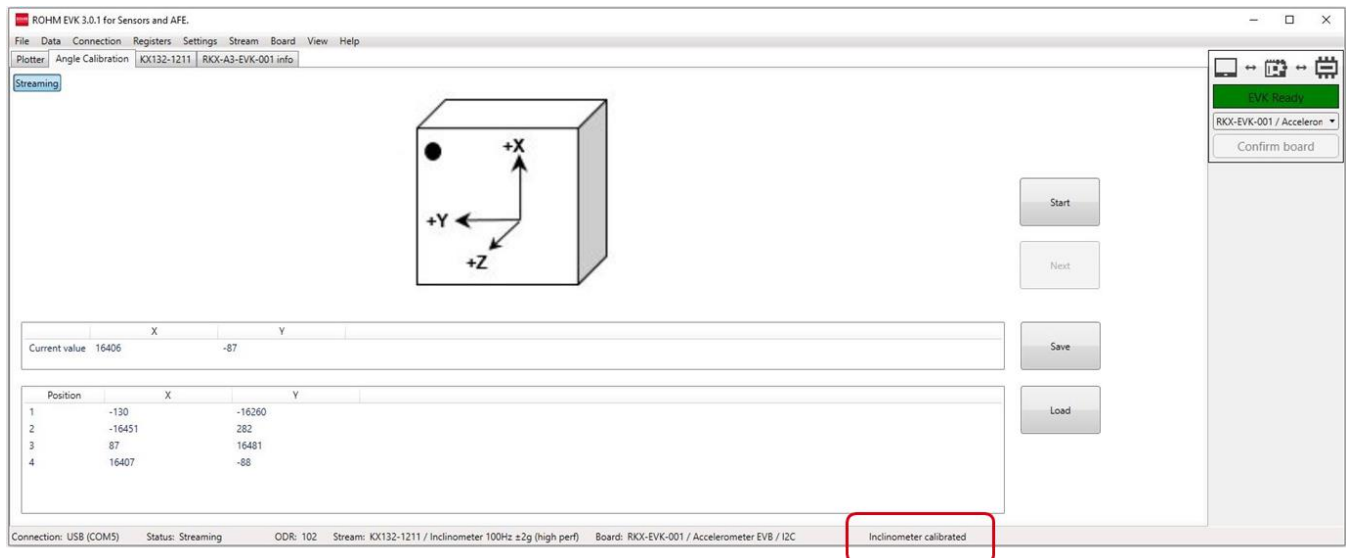 ROHM EVK 3.0.1 for Sensors and AFE.
File Data Connection Registers Settings Stream Board View Help
Plotter Angle Calibration KX132-1211 RKX-A3-EVK-001 info
Streaming
EVK Ready
RKX-EVK-001 / Acceleron
Confirm board
+X
+Y
+Z
Start
Next
X Y
Current value 16406 -87
Save
Position X Y
1 -130 -16260
2 -16451 282
3 87 16481
4 16407 -88
Load
Connection: USB (COM5) Status: Streaming ODR: 102 Stream: KX132-1211 / Inclinometer 100Hz ±2g (high perf) Board: RKX-EVK-001 / Accelerometer EVB / I2C Inclinometer calibrated